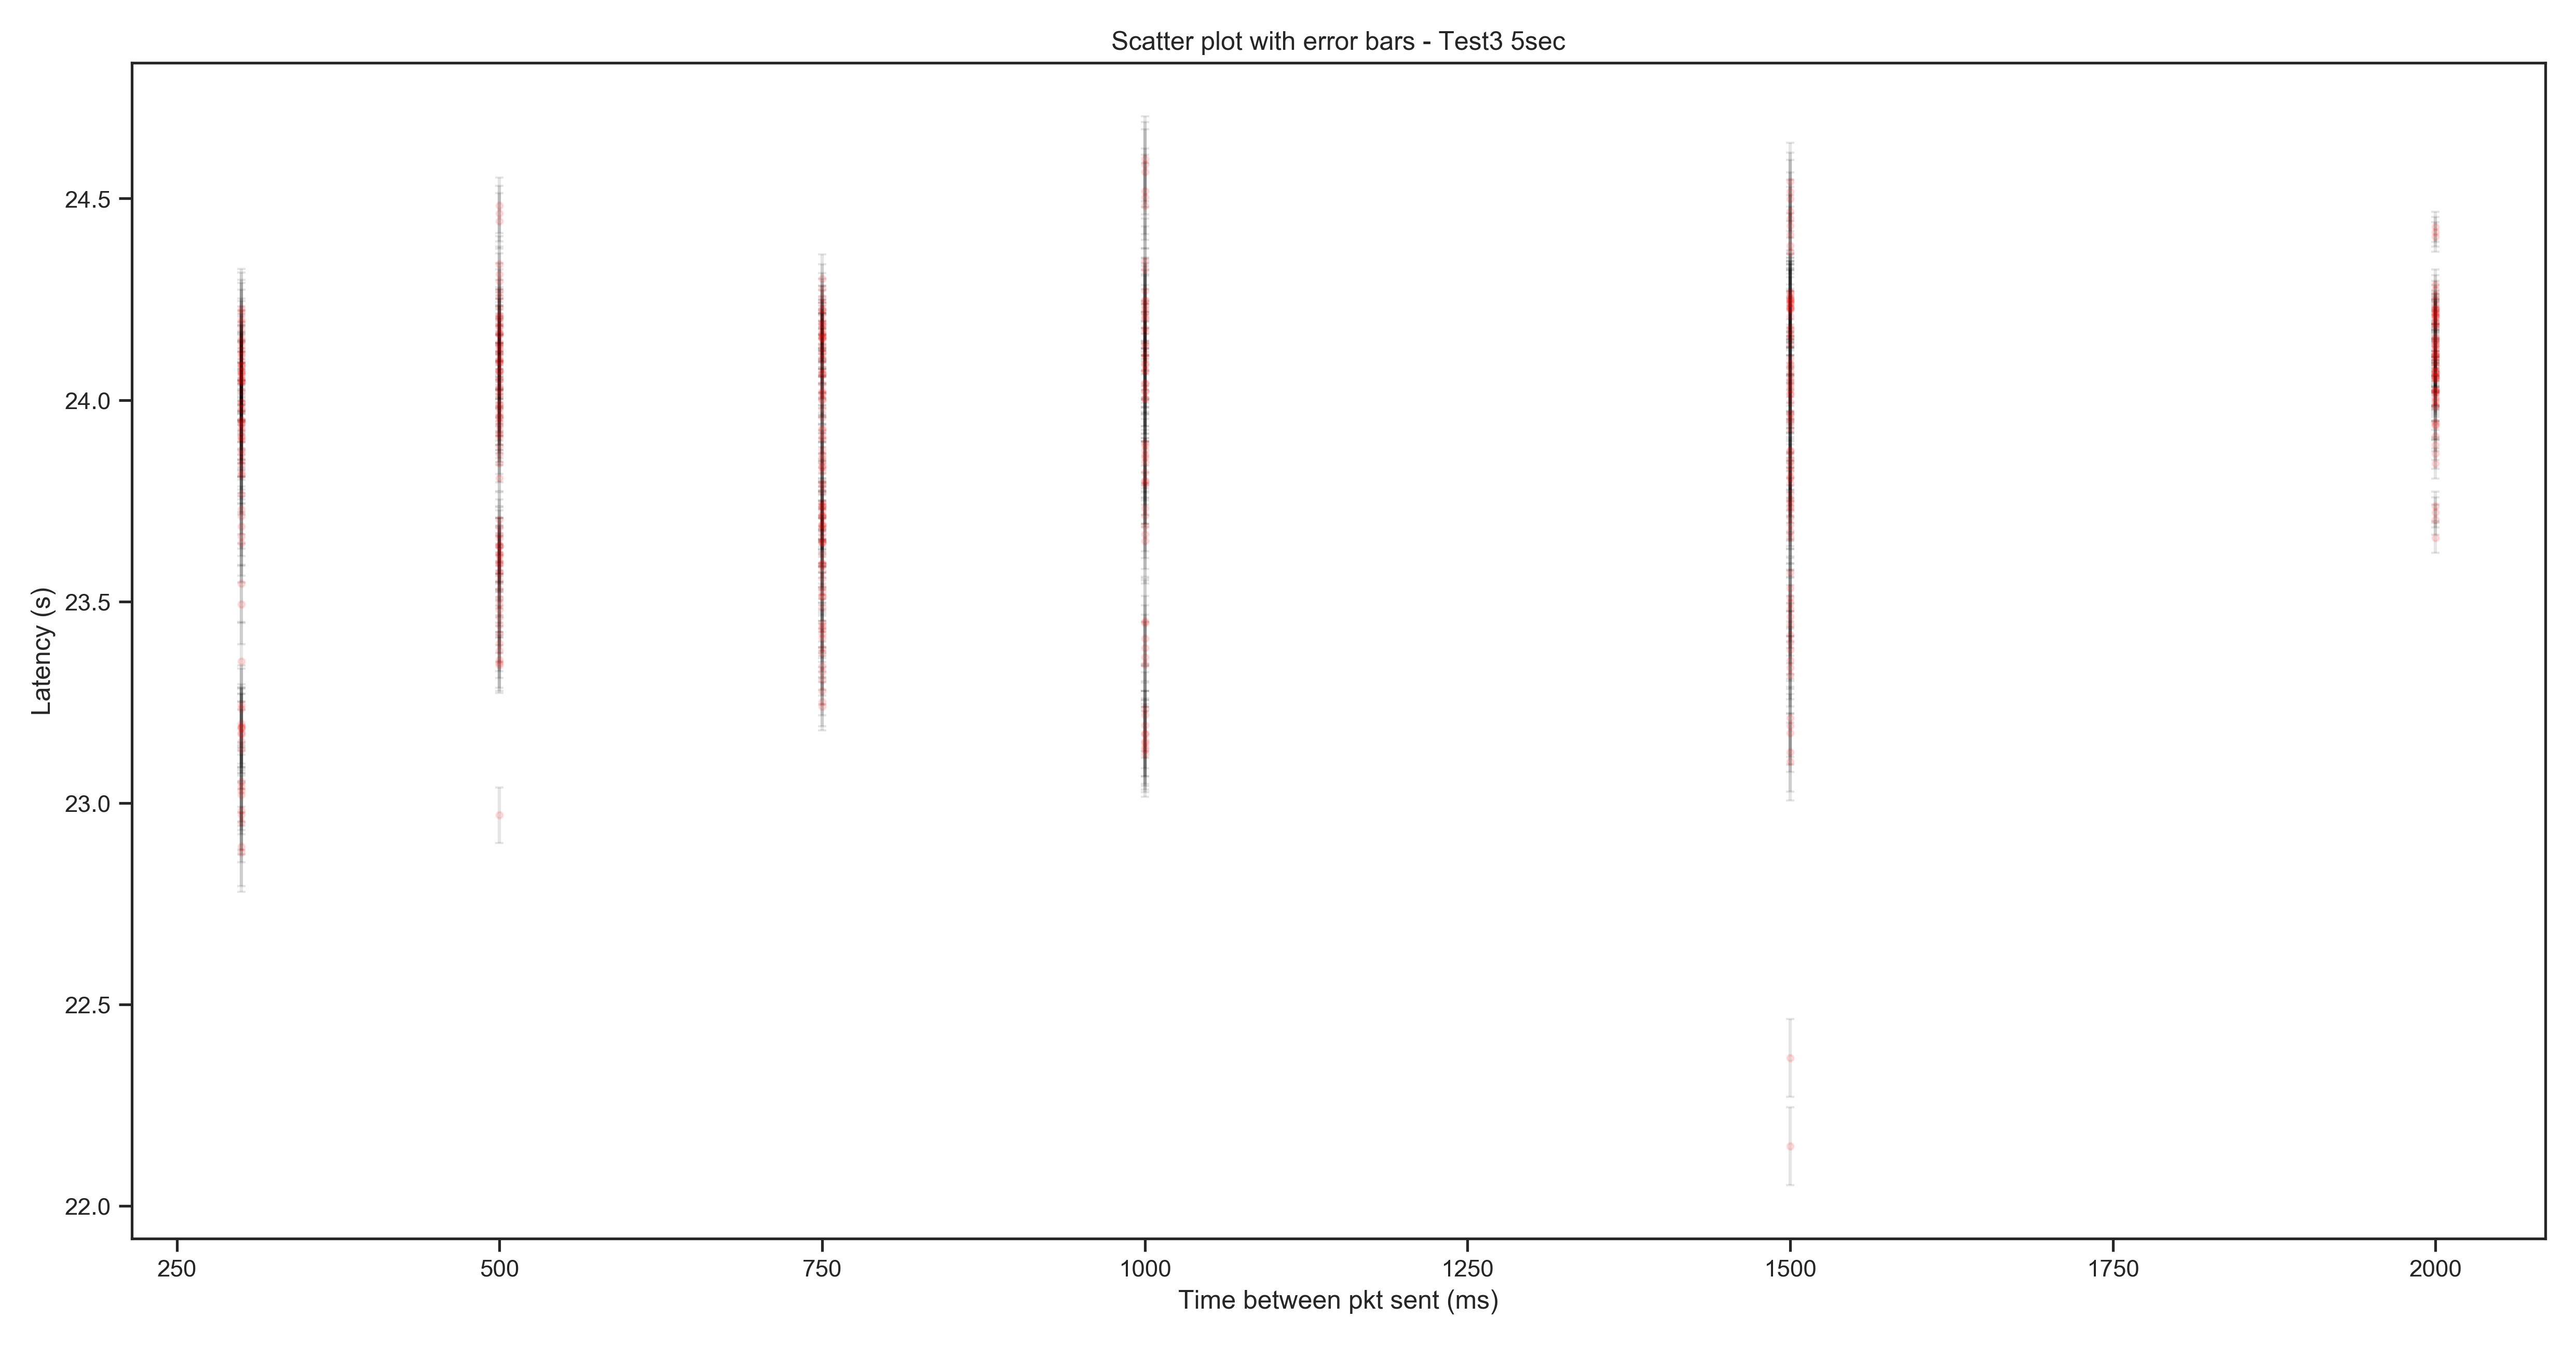 Scatter plot with error bars - Test3 5sec
Latency (s)
24.5
24.0
23.5
23.0
22.5
22.0
250 500 750 1000 1250 1500 1750 2000
Time between pkt sent (ms)